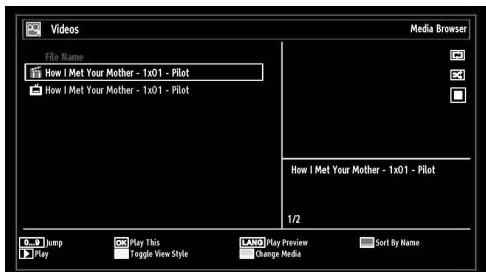 Videos Media Browser
File Name
How I Met Your Mother - 1x01 - Pilot
How I Met Your Mother - 1x01 - Pilot
How I Met Your Mother - 1x01 - Pilot
1/2
0...9 Jump OK Play This LANG Play Preview Sort By Name
Play Toggle View Style Change Media